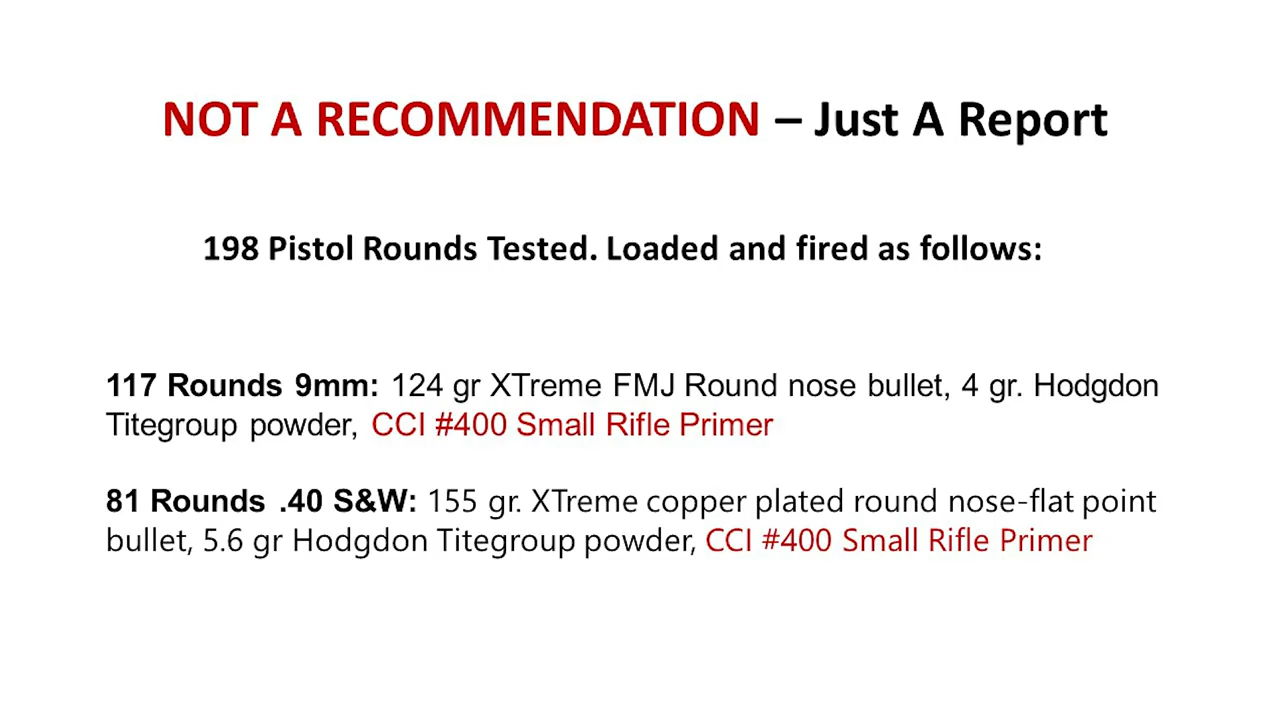 NOT A RECOMMENDATION – Just A Report
198 Pistol Rounds Tested. Loaded and fired as follows:
117 Rounds 9mm: 124 gr XTreme FMJ Round nose bullet, 4 gr. Hodgdon
Titegroup powder, CCI #400 Small Rifle Primer
81 Rounds .40 S&W: 155 gr. XTreme copper plated round nose-flat point
bullet, 5.6 gr Hodgdon Titegroup powder, CCI #400 Small Rifle Primer